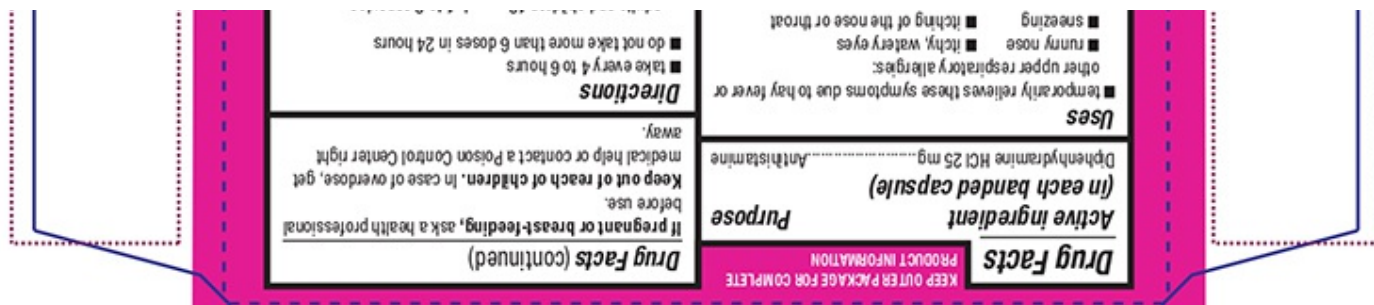 Drug Facts
KEEP OUTER PACKAGE FOR COMPLETE
PRODUCT INFORMATION
Active ingredient Purpose
(in each banded capsule)
Diphenhydramine HCl 25 mg......................Antihistamine
Uses
■ temporarily relieves these symptoms due to hay fever or
other upper respiratory allergies:
■ runny nose ■ itchy, watery eyes
■ sneezing ■ itching of the nose or throat
Drug Facts (continued)
If pregnant or breast-feeding, ask a health professional
before use.
Keep out of reach of children. In case of overdose, get
medical help or contact a Poison Control Center right
away.
Directions
■ take every 4 to 6 hours
■ do not take more than 6 doses in 24 hours